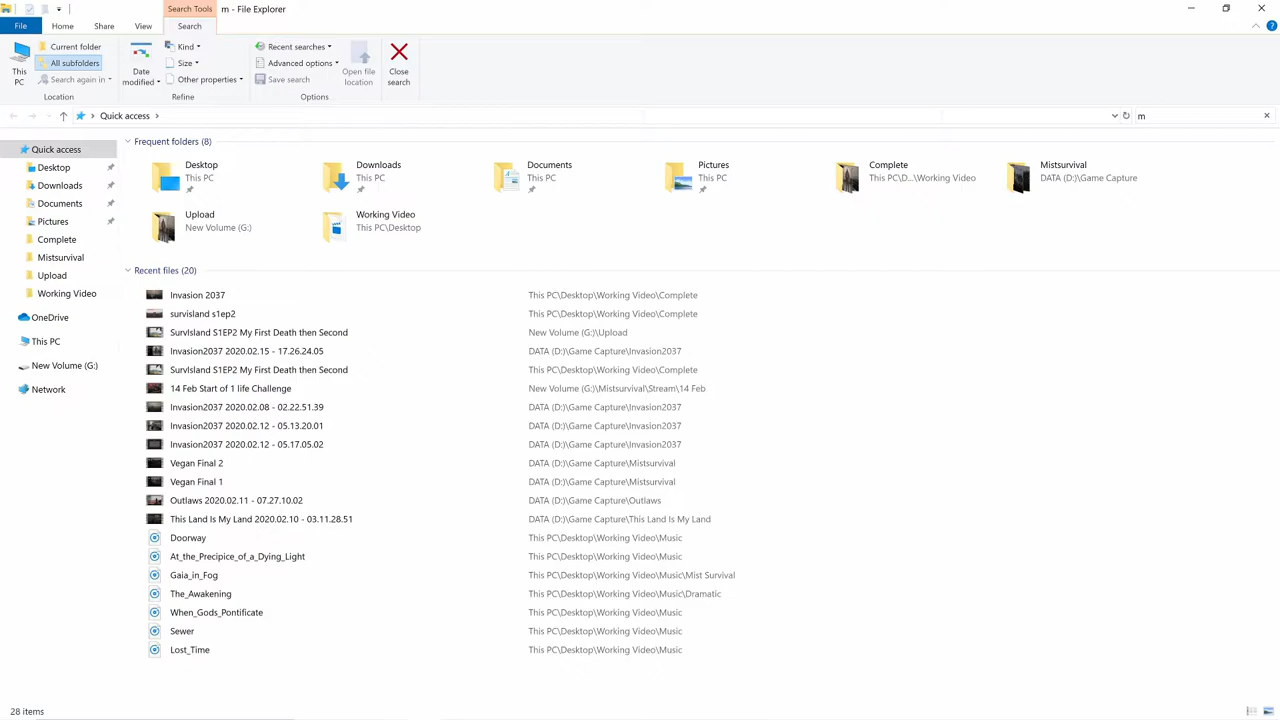 Search Tools
m - File Explorer
File
Home
Share
View
Search
This PC
Current folder
All subfolders
Search again in
Location
Date modified
Kind
Size
Other properties
Refine
Recent searches
Advanced options
Save search
Open file location
Options
Close search
Quick access
m
Quick access
Desktop
Downloads
Documents
Pictures
Complete
Mistsurvival
Upload
Working Video
OneDrive
This PC
New Volume (G:)
Network
Frequent folders (8)
Desktop
This PC
Downloads
This PC
Documents
This PC
Pictures
This PC
Complete
This PC\D...\Working Video
Mistsurvival
DATA (D:)\Game Capture
Upload
New Volume (G:)
Working Video
This PC\Desktop
Recent files (20)
Invasion 2037 This PC\Desktop\Working Video\Complete
survisland s1ep2 This PC\Desktop\Working Video\Complete
SurvIsland S1EP2 My First Death then Second New Volume (G:)\Upload
Invasion2037 2020.02.15 - 17.26.24.05 DATA (D:)\Game Capture\Invasion2037
SurvIsland S1EP2 My First Death then Second This PC\Desktop\Working Video\Complete
14 Feb Start of 1 life Challenge New Volume (G:)\Mistsurvival\Stream\14 Feb
Invasion2037 2020.02.08 - 02.22.51.39 DATA (D:)\Game Capture\Invasion2037
Invasion2037 2020.02.12 - 05.13.20.01 DATA (D:)\Game Capture\Invasion2037
Invasion2037 2020.02.12 - 05.17.05.02 DATA (D:)\Game Capture\Invasion2037
Vegan Final 2 DATA (D:)\Game Capture\Mistsurvival
Vegan Final 1 DATA (D:)\Game Capture\Mistsurvival
Outlaws 2020.02.11 - 07.27.10.02 DATA (D:)\Game Capture\Outlaws
This Land Is My Land 2020.02.10 - 03.11.28.51 DATA (D:)\Game Capture\This Land Is My Land
Doorway This PC\Desktop\Working Video\Music
At_the_Precipice_of_a_Dying_Light This PC\Desktop\Working Video\Music
Gaia_in_Fog This PC\Desktop\Working Video\Music\Mist Survival
The_Awakening This PC\Desktop\Working Video\Music\Dramatic
When_Gods_Pontificate This PC\Desktop\Working Video\Music
Sewer This PC\Desktop\Working Video\Music
Lost_Time This PC\Desktop\Working Video\Music
28 items